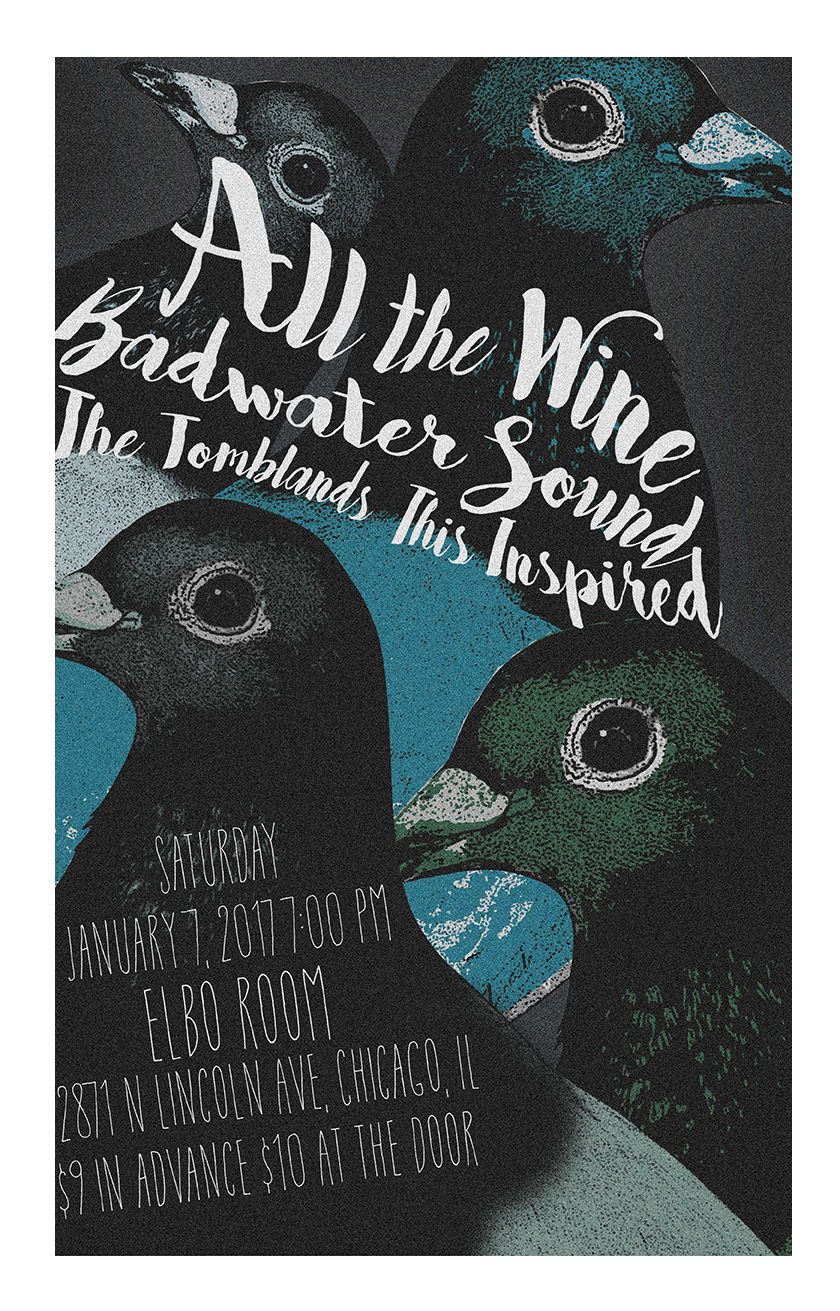 All the Wine
Badwater Sound
The Tomblands This Inspired
SATURDAY
JANUARY 7, 2017 7:00 PM
ELBO ROOM
2871 N LINCOLN AVE, CHICAGO, IL
$9 IN ADVANCE $10 AT THE DOOR